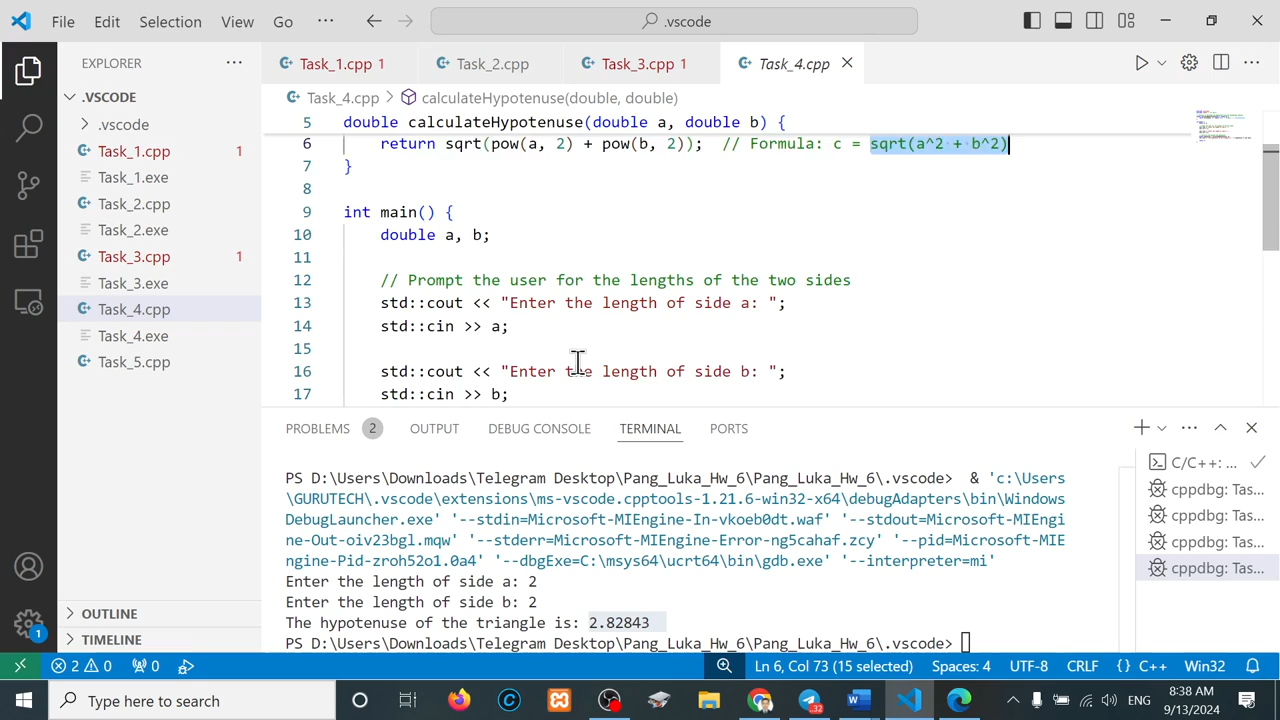 File Edit Selection View Go ··· .vscode
EXPLORER ···
Task_1.cpp 1 Task_2.cpp Task_3.cpp 1 Task_4.cpp
.VSCODE
Task_4.cpp > calculateHypotenuse(double, double)
.vscode
Task_1.cpp 1
Task_1.exe
Task_2.cpp
Task_2.exe
Task_3.cpp 1
Task_3.exe
Task_4.cpp
Task_4.exe
Task_5.cpp
OUTLINE
TIMELINE
5 double calculateHypotenuse(double a, double b) {
6 return sqrt(pow(a, 2) + pow(b, 2)); // Formula: c = sqrt(a^2 + b^2)
7 }
8
9 int main() {
10 double a, b;
11
12 // Prompt the user for the lengths of the two sides
13 std::cout << "Enter the length of side a: ";
14 std::cin >> a;
15
16 std::cout << "Enter the length of side b: ";
17 std::cin >> b;
PROBLEMS 2 OUTPUT DEBUG CONSOLE TERMINAL PORTS
PS D:\Users\Downloads\Telegram Desktop\Pang_Luka_Hw_6\Pang_Luka_Hw_6\.vscode> & 'c:\Users
\GURUTECH\.vscode\extensions\ms-vscode.cpptools-1.21.6-win32-x64\debugAdapters\bin\Windows
DebugLauncher.exe' '--stdin=Microsoft-MIEngine-In-vkoeb0dt.waf' '--stdout=Microsoft-MIEngi
ne-Out-oiv23bgl.mqw' '--stderr=Microsoft-MIEngine-Error-ng5cahaf.zcy' '--pid=Microsoft-MIE
ngine-Pid-zroh52o1.0a4' '--dbgExe=C:\msys64\ucrt64\bin\gdb.exe' '--interpreter=mi'
Enter the length of side a: 2
Enter the length of side b: 2
The hypotenuse of the triangle is: 2.82843
PS D:\Users\Downloads\Telegram Desktop\Pang_Luka_Hw_6\Pang_Luka_Hw_6\.vscode>
C/C++: ...
cppdbg: Tas...
cppdbg: Tas...
cppdbg: Tas...
cppdbg: Tas...
1
2 0 0 Ln 6, Col 73 (15 selected) Spaces: 4 UTF-8 CRLF {} C++ Win32
Type here to search
.32
ENG
8:38 AM
9/13/2024